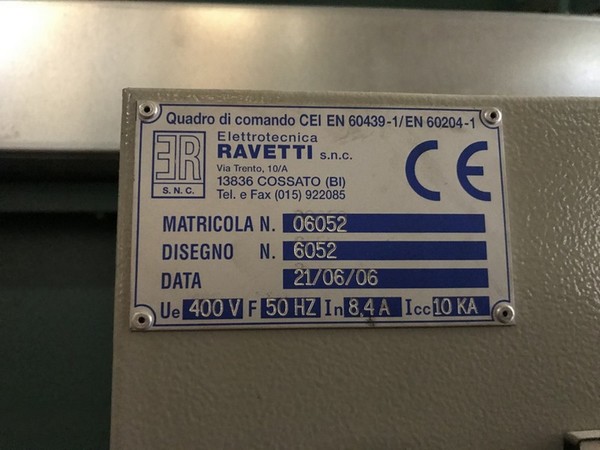 Quadro di comando CEI EN 60439-1/EN 60204-1
ER
S.N.C.
Elettrotecnica
RAVETTI s.n.c.
Via Trento, 10/A
13836 COSSATO (BI)
Tel. e Fax (015) 922085
CE
MATRICOLA N. 06052
DISEGNO N. 6052
DATA 21/06/06
Ue 400 V F 50 HZ In 8,4 A Icc 10 KA